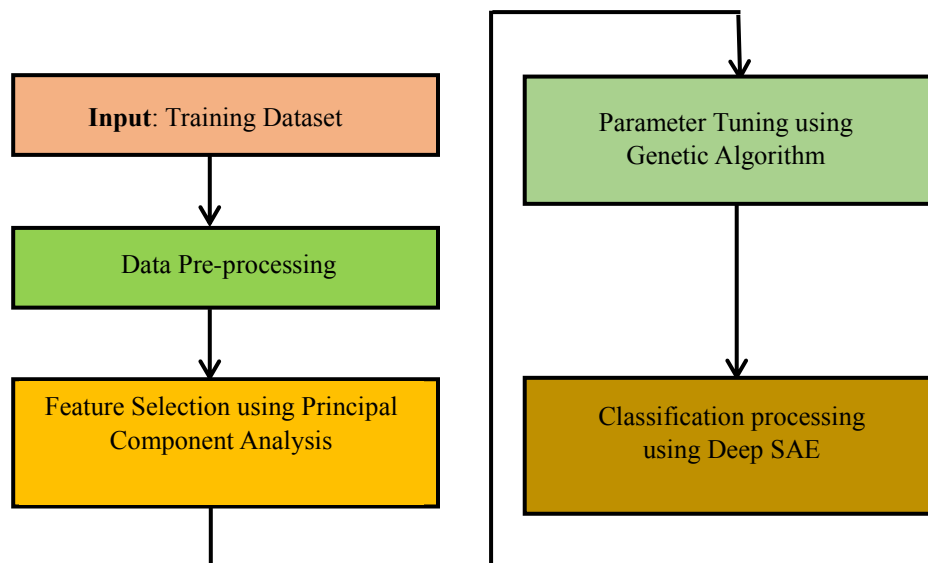 Input: Training Dataset
Data Pre-processing
Feature Selection using Principal
Component Analysis
Parameter Tuning using
Genetic Algorithm
Classification processing
using Deep SAE